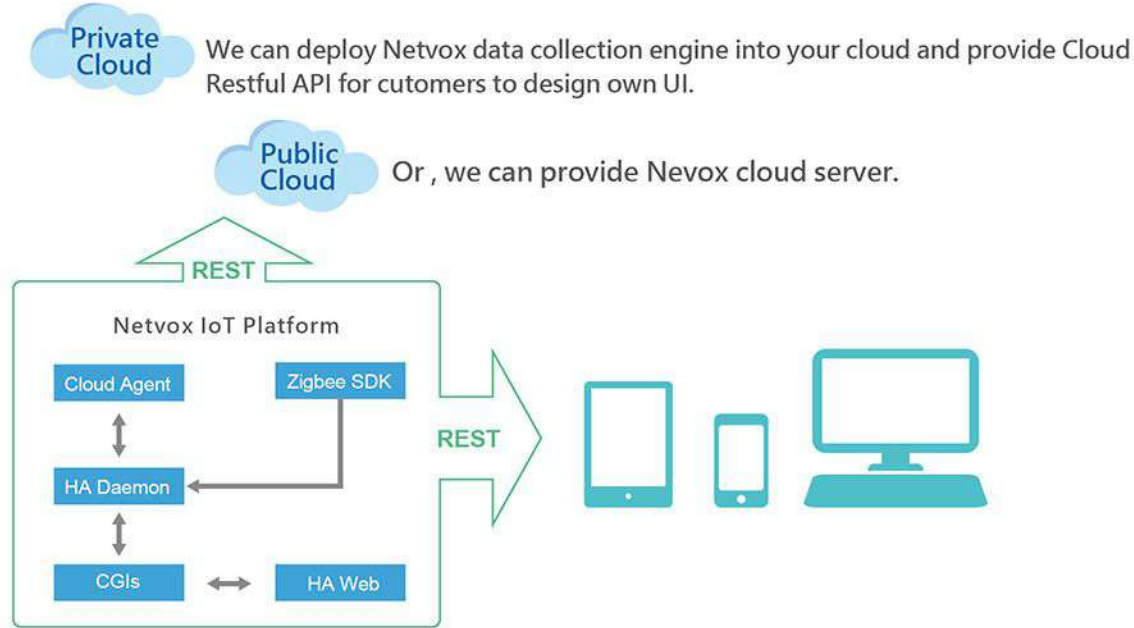 Private
Cloud
We can deploy Netvox data collection engine into your cloud and provide Cloud
Restful API for cutomers to design own UI.
Public
Cloud
Or , we can provide Nevox cloud server.
REST
Netvox IoT Platform
Cloud Agent
Zigbee SDK
REST
HA Daemon
CGIs
HA Web